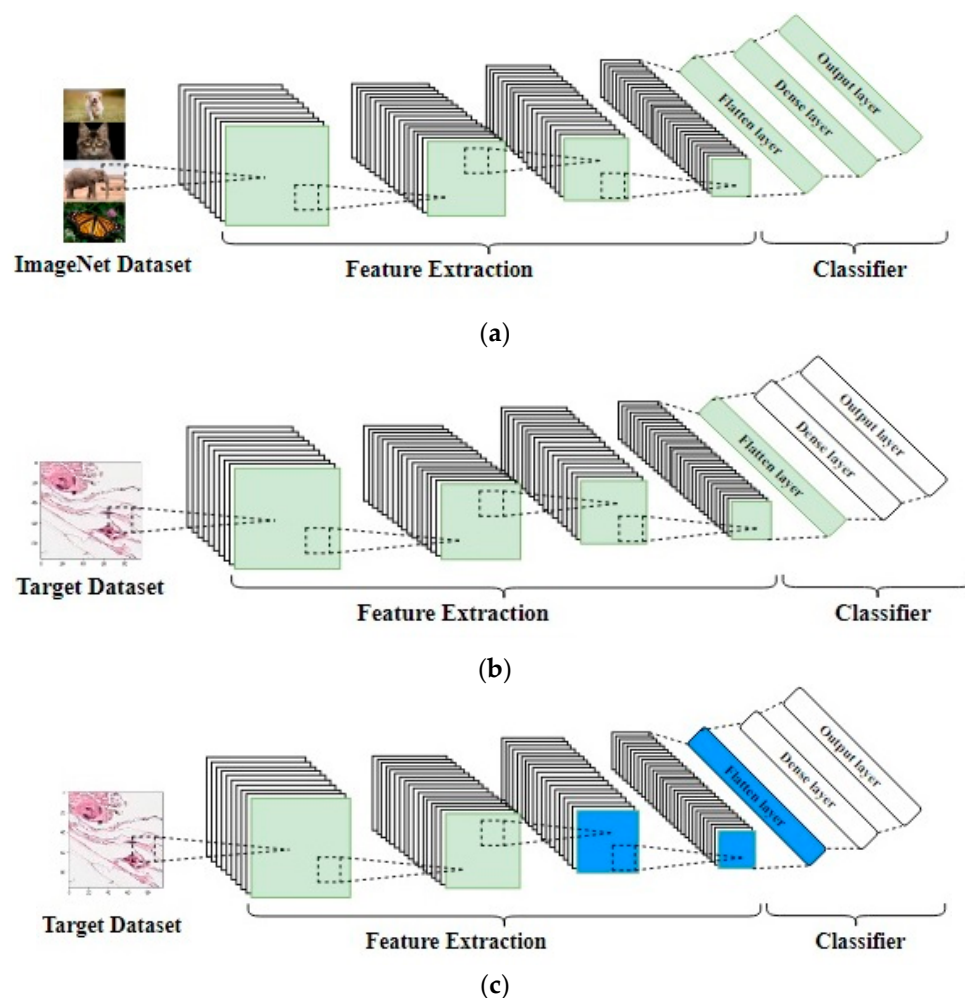 Flatten layer
Dense layer
Output layer
ImageNet Dataset
Feature Extraction
Classifier
(a)
Flatten layer
Dense layer
Output layer
Target Dataset
Feature Extraction
Classifier
(b)
Flatten layer
Dense layer
Output layer
Target Dataset
Feature Extraction
Classifier
(c)